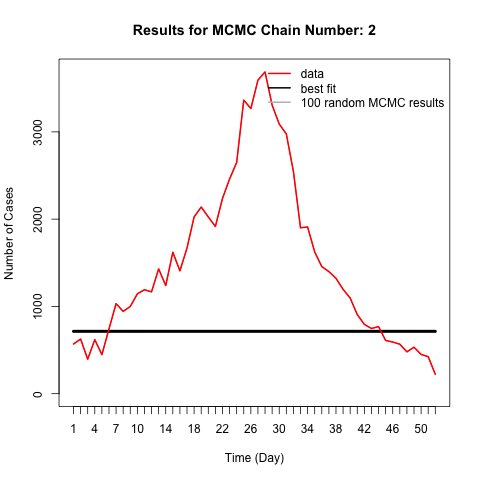 Results for MCMC Chain Number: 2
data
best fit
100 random MCMC results
Number of Cases
3000
2000
1000
0
1 4 7 10 14 18 22 26 30 34 38 42 46 50
Time (Day)